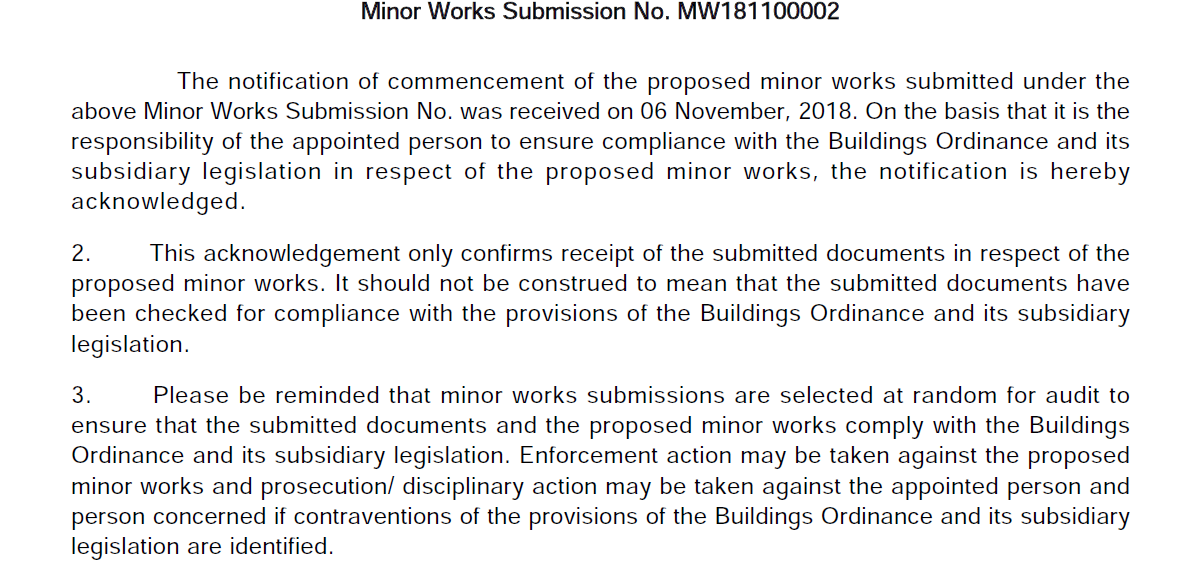 Minor Works Submission No. MW181100002
The notification of commencement of the proposed minor works submitted under the
above Minor Works Submission No. was received on 06 November, 2018. On the basis that it is the
responsibility of the appointed person to ensure compliance with the Buildings Ordinance and its
subsidiary legislation in respect of the proposed minor works, the notification is hereby
acknowledged.
2. This acknowledgement only confirms receipt of the submitted documents in respect of the
proposed minor works. It should not be construed to mean that the submitted documents have
been checked for compliance with the provisions of the Buildings Ordinance and its subsidiary
legislation.
3. Please be reminded that minor works submissions are selected at random for audit to
ensure that the submitted documents and the proposed minor works comply with the Buildings
Ordinance and its subsidiary legislation. Enforcement action may be taken against the proposed
minor works and prosecution/ disciplinary action may be taken against the appointed person and
person concerned if contraventions of the provisions of the Buildings Ordinance and its subsidiary
legislation are identified.